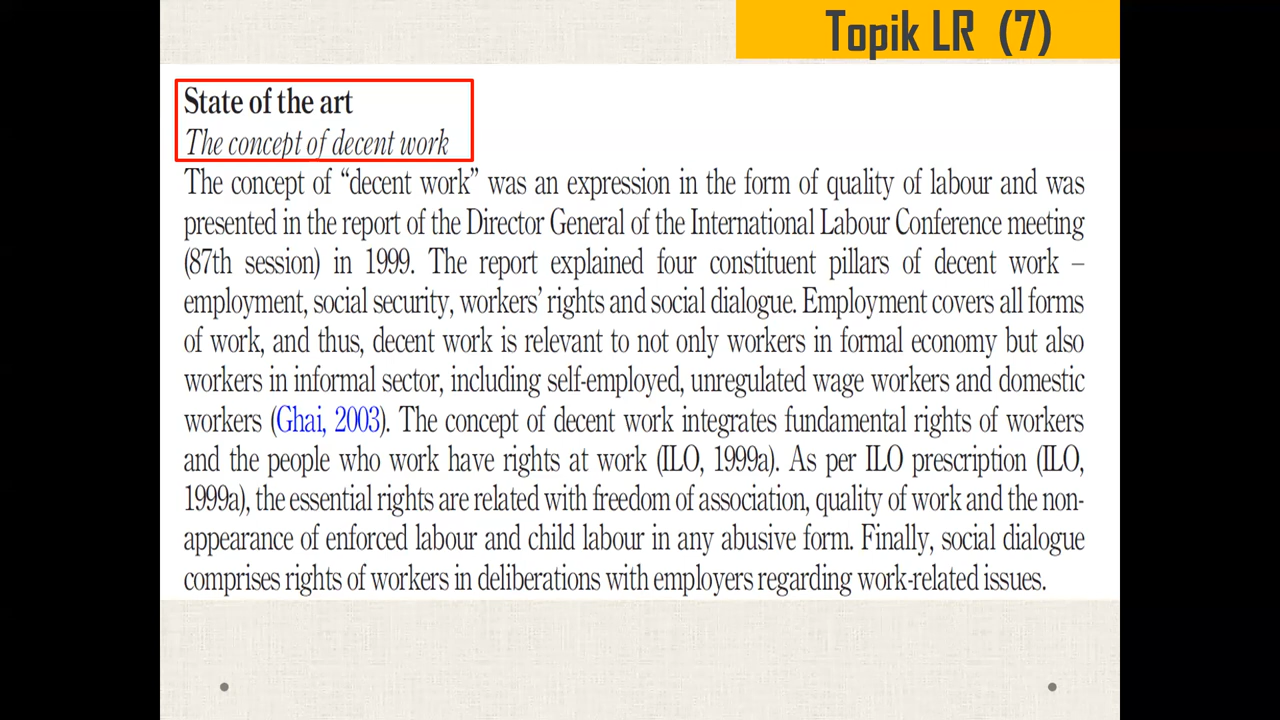 Topik LR (7)
State of the art
The concept of decent work
The concept of “decent work” was an expression in the form of quality of labour and was
presented in the report of the Director General of the International Labour Conference meeting
(87th session) in 1999. The report explained four constituent pillars of decent work –
employment, social security, workers’ rights and social dialogue. Employment covers all forms
of work, and thus, decent work is relevant to not only workers in formal economy but also
workers in informal sector, including self-employed, unregulated wage workers and domestic
workers (Ghai, 2003). The concept of decent work integrates fundamental rights of workers
and the people who work have rights at work (ILO, 1999a). As per ILO prescription (ILO,
1999a), the essential rights are related with freedom of association, quality of work and the non-
appearance of enforced labour and child labour in any abusive form. Finally, social dialogue
comprises rights of workers in deliberations with employers regarding work-related issues.